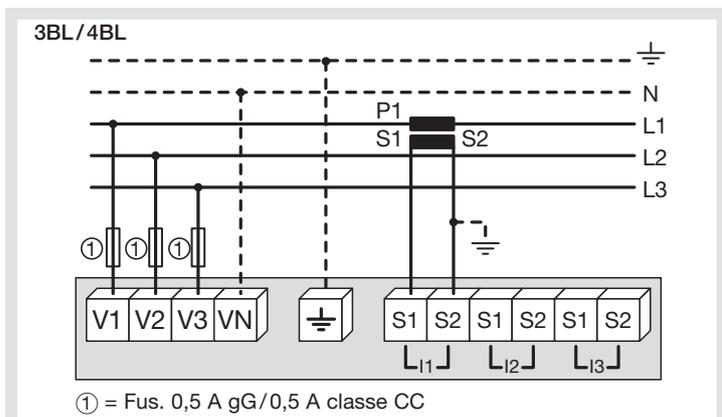 3BL/4BL
N
P1
L1
S1 S2
L2
L3
① ① ①
V1 V2 V3 VN S1 S2 S1 S2 S1 S2
I1 I2 I3
① = Fus. 0,5 A gG/0,5 A classe CC